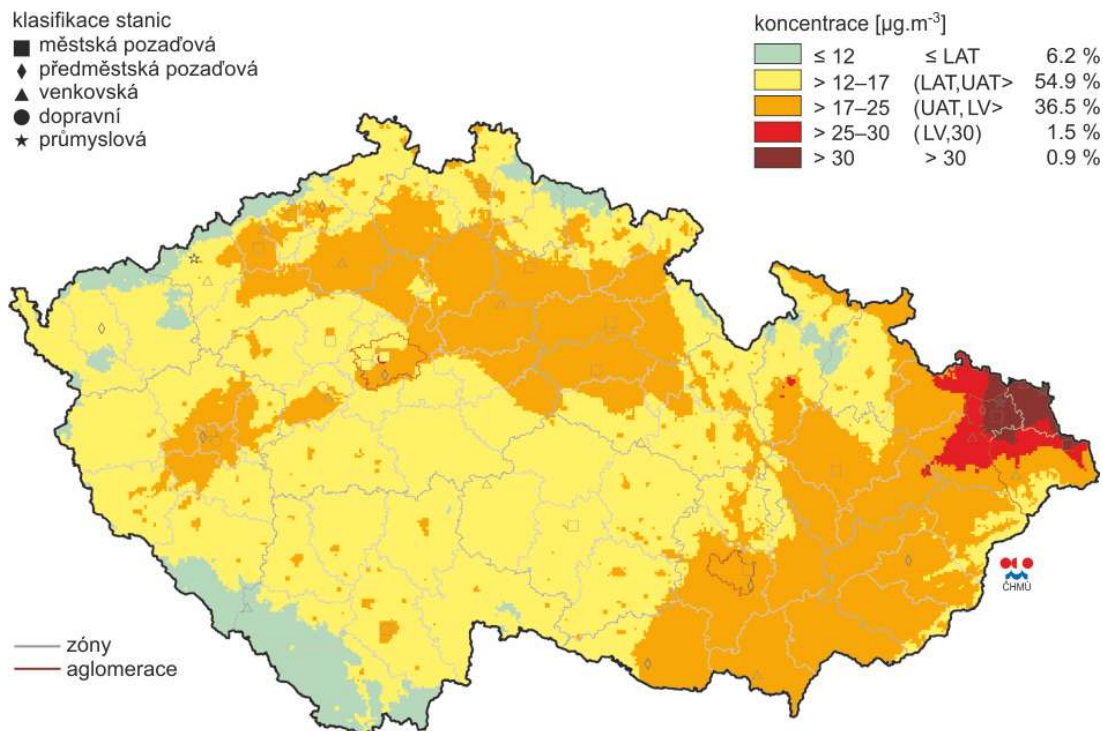 klasifikace stanic
městská pozaďová
předměstská pozaďová
venkovská
dopravní
průmyslová
koncentrace [µg.m-3]
≤ 12 ≤ LAT 6.2 %
> 12–17 (LAT,UAT> 54.9 %
> 17–25 (UAT, LV> 36.5 %
> 25–30 (LV,30⟩ 1.5 %
> 30 > 30 0.9 %
ČHMÚ
zóny
aglomerace